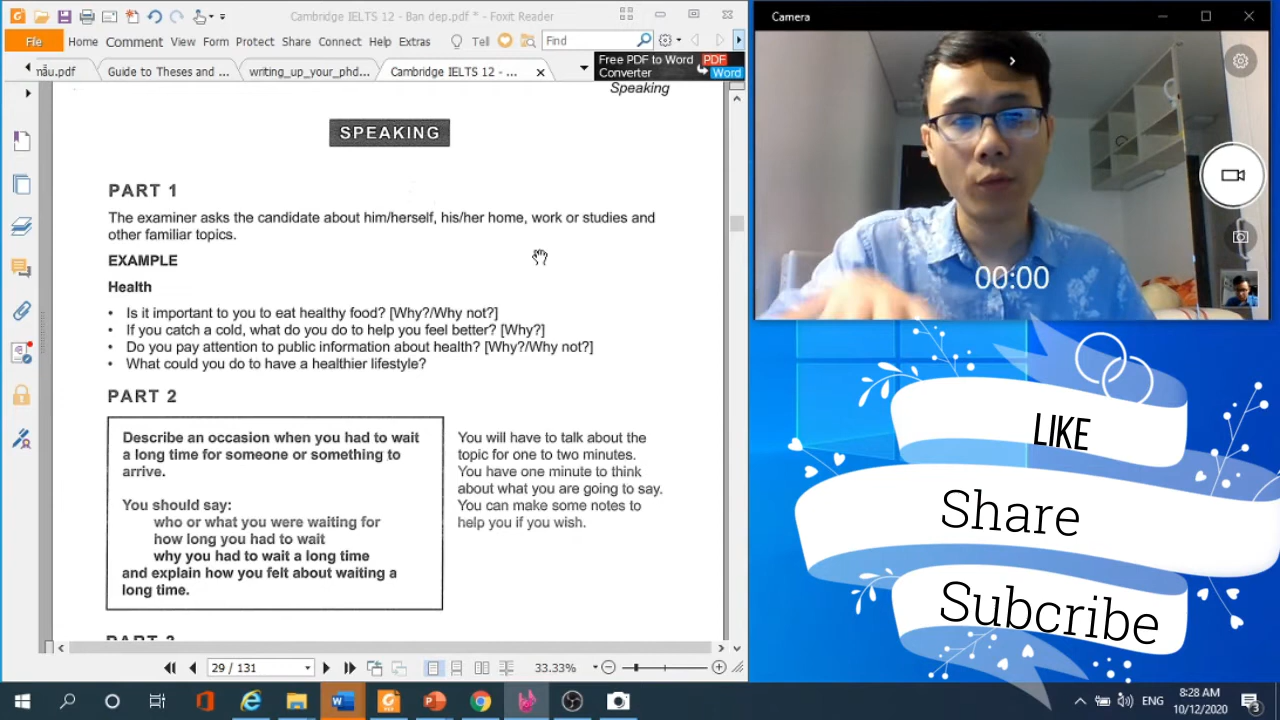 Cambridge IELTS 12 - Ban dep.pdf * - Foxit Reader
File Home Comment View Form Protect Share Connect Help Extras Tell Find
mau.pdf
Guide to Theses and ...
writing_up_your_phd...
Cambridge IELTS 12 - ...
Free PDF to Word
Converter
PDF
Word
Speaking
SPEAKING
PART 1
The examiner asks the candidate about him/herself, his/her home, work or studies and
other familiar topics.
EXAMPLE
Health
• Is it important to you to eat healthy food? [Why?/Why not?]
• If you catch a cold, what do you do to help you feel better? [Why?]
• Do you pay attention to public information about health? [Why?/Why not?]
• What could you do to have a healthier lifestyle?
PART 2
Describe an occasion when you had to wait
a long time for someone or something to
arrive.
You should say:
who or what you were waiting for
how long you had to wait
why you had to wait a long time
and explain how you felt about waiting a
long time.
You will have to talk about the
topic for one to two minutes.
You have one minute to think
about what you are going to say.
You can make some notes to
help you if you wish.
PART 3
29 / 131
33.33%
Camera
00:00
LIKE
Share
Subcribe
ENG
8:28 AM
10/12/2020
3